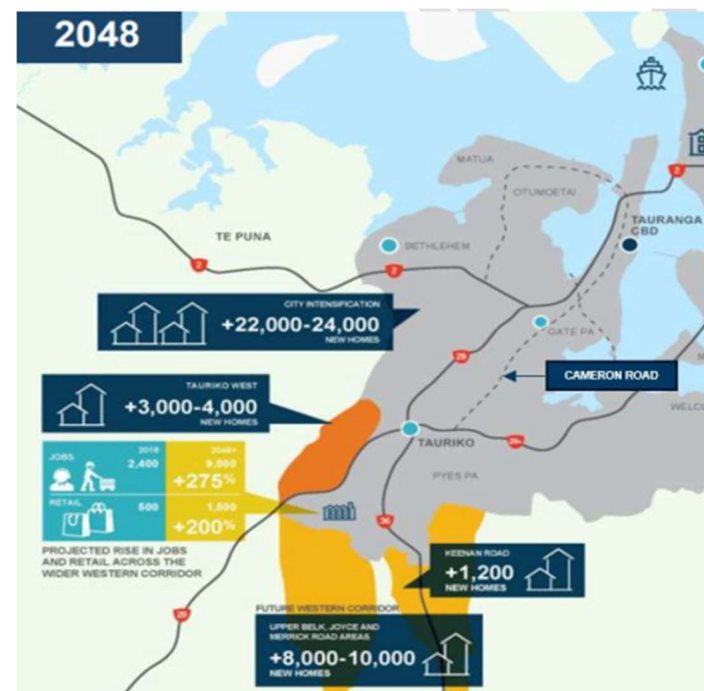 2048
MATUA
OTUMOETAI
2
TAURANGA
CBD
TE PUNA
BETHLEHEM
2
2
CITY INTENSIFICATION
+22,000-24,000
NEW HOMES
GATE PA
29
CAMERON ROAD
TAURIKO WEST
+3,000-4,000
NEW HOMES
TAURIKO
PYES PA
JOBS
2018 2048+
2,400 9,000
+275%
RETAIL
500 1,500
+200%
PROJECTED RISE IN JOBS
AND RETAIL ACROSS THE
WIDER WESTERN CORRIDOR
36
KEENAN ROAD
+1,200
NEW HOMES
29
FUTURE WESTERN CORRIDOR
UPPER BELK, JOYCE AND
MERRICK ROAD AREAS
+8,000-10,000
NEW HOMES